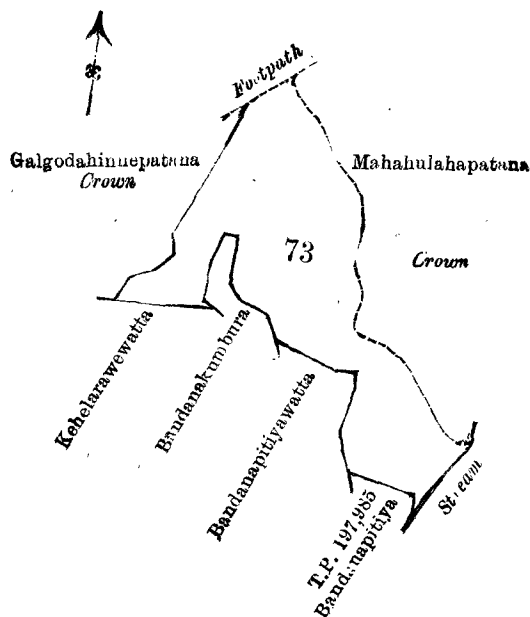 Footpath
Galgodahinnepatana
Crown
Mahahulahapatana
Crown
73
Kehelarawewatta
Bandanakumbura
Bandanapitiyawatta
T.P. 197,985
Bandanapitiya
Stream